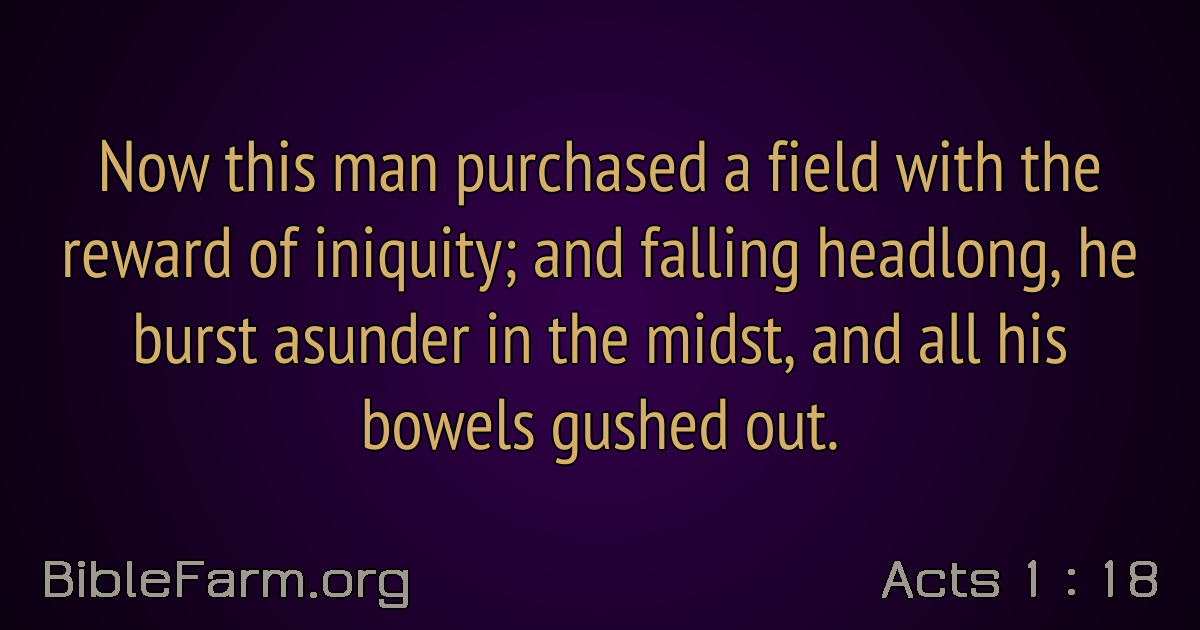 Now this man purchased a field with the
reward of iniquity; and falling headlong, he
burst asunder in the midst, and all his
bowels gushed out.
BibleFarm.org
Acts 1 : 18